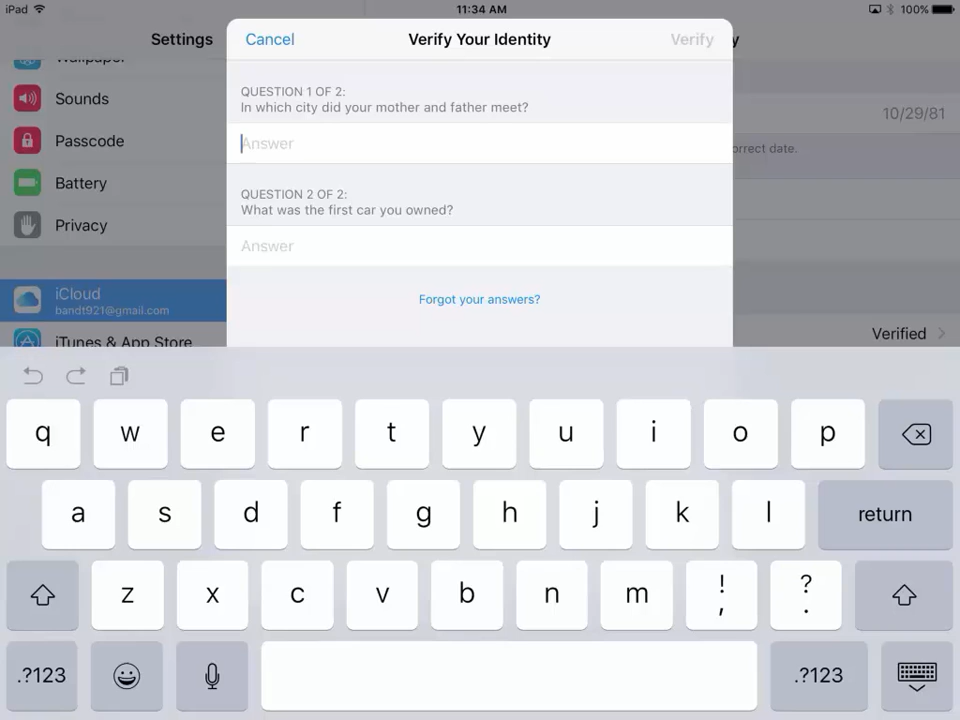 iPad 11:34 AM 100%
Settings Cancel Verify Your Identity Verify y
Wallpaper
Sounds
Passcode
Battery
Privacy
iCloud
bandt921@gmail.com
iTunes & App Store
QUESTION 1 OF 2:
In which city did your mother and father meet?
Answer
QUESTION 2 OF 2:
What was the first car you owned?
Answer
Forgot your answers?
10/29/81
orrect date.
Verified
q w e r t y u i o p
a s d f g h j k l return
z x c v b n m ! , ? .
.?123 .?123